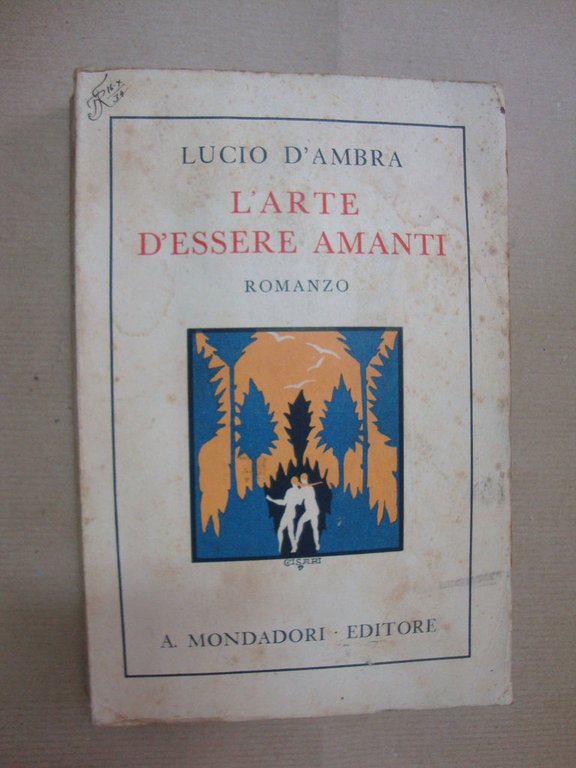 LUCIO D'AMBRA
L'ARTE
D'ESSERE AMANTI
ROMANZO
CISARI
A. MONDADORI · EDITORE